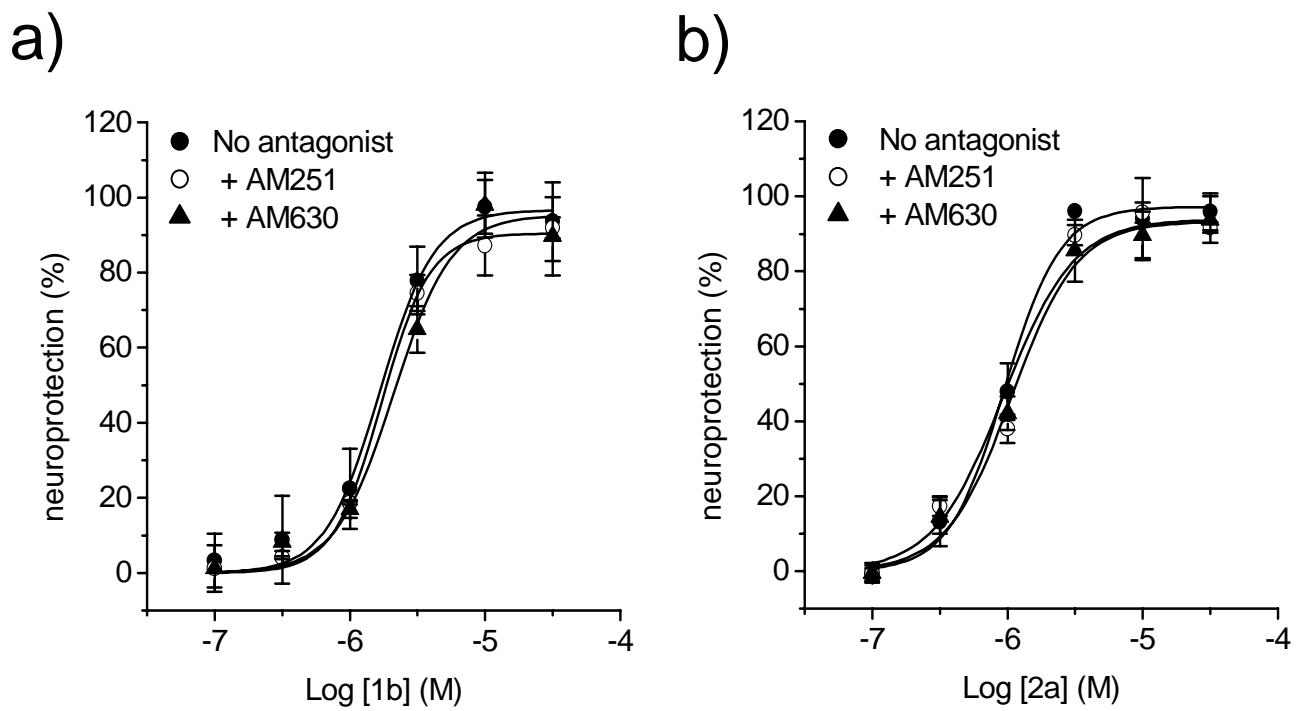 a)
120
100
80
60
40
20
0
neuroprotection (%)
No antagonist
+ AM251
+ AM630
-7
-6
-5
-4
Log [1b] (M)
b)
120
100
80
60
40
20
0
neuroprotection (%)
No antagonist
+ AM251
+ AM630
-7
-6
-5
-4
Log [2a] (M)